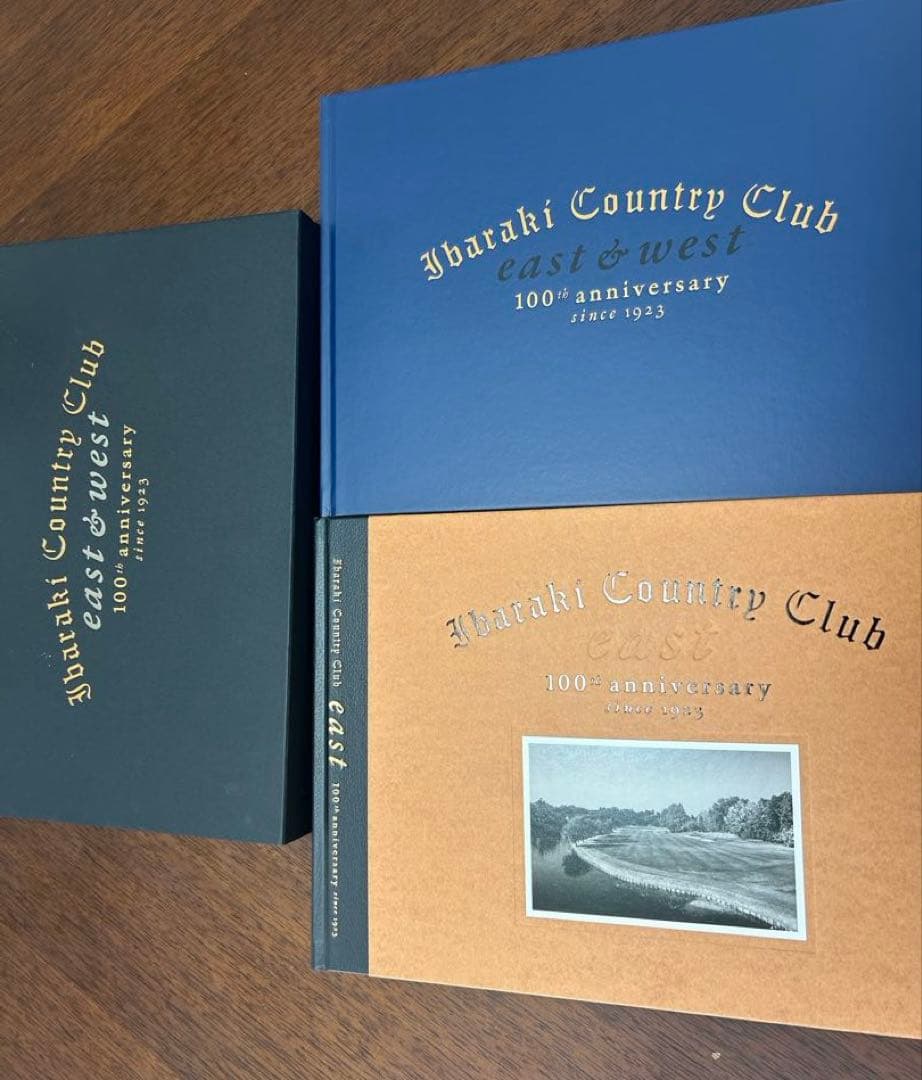 Ibaraki Country Club
east & west
100th anniversary
since 1923
Ibaraki Country Club
east & west
100th anniversary
since 1923
Ibaraki Country Club east 100th anniversary since 1923
Ibaraki Country Club
east
100th anniversary
since 1923